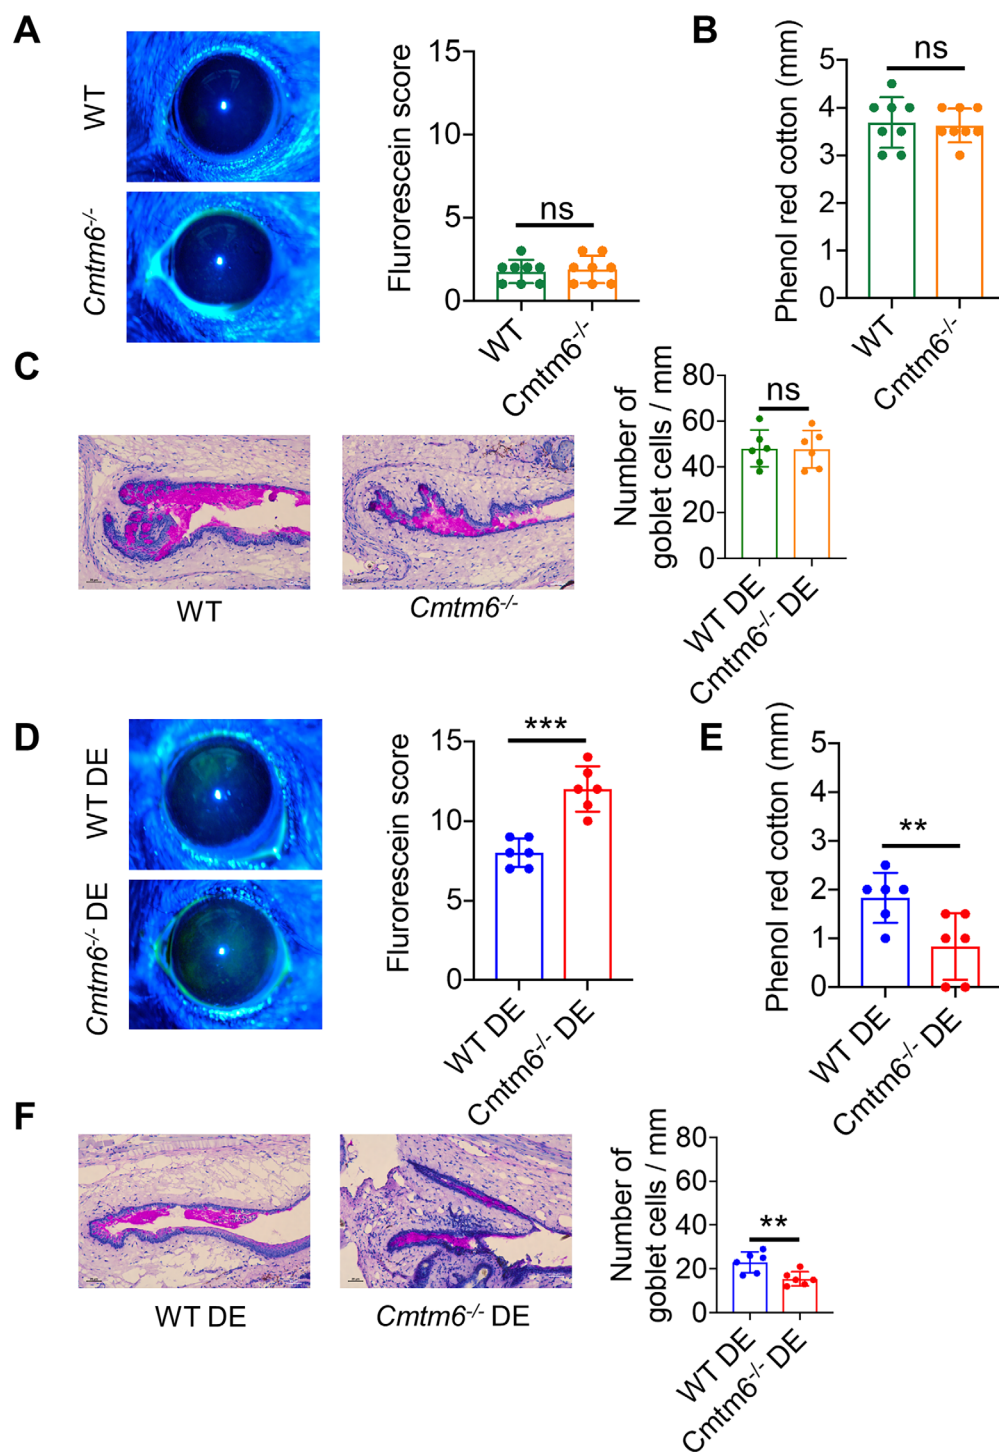 A
WT
Cmtm6-/-
Flurorescein score
15
10
5
0
ns
WT
Cmtm6-/-
B
Phenol red cotton (mm)
5
4
3
2
1
0
ns
WT
Cmtm6-/-
C
WT
Cmtm6-/-
Number of
goblet cells / mm
80
60
40
20
0
ns
WT DE
Cmtm6-/- DE
D
WT DE
Cmtm6-/- DE
Flurorescein score
15
10
5
0
***
WT DE
Cmtm6-/- DE
E
Phenol red cotton (mm)
5
4
3
2
1
0
**
WT DE
Cmtm6-/- DE
F
WT DE
Cmtm6-/- DE
Number of
goblet cells / mm
80
60
40
20
0
**
WT DE
Cmtm6-/- DE